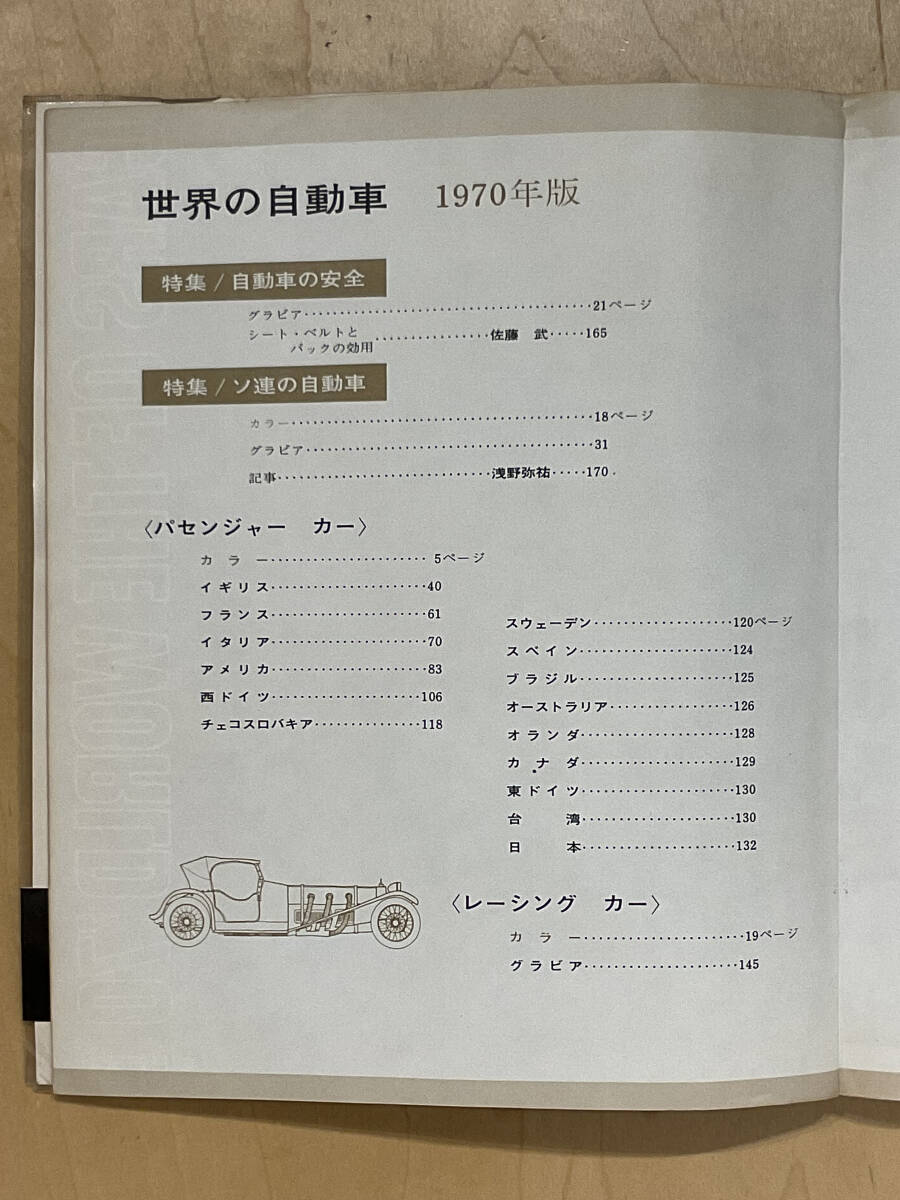 世界の自動車 1970年版
特集/自動車の安全
グラビア········································21ページ
シート・ベルトと
バックの効用················佐藤 武·····165
特集/ソ連の自動車
カラー··········································18ページ
グラビア········································31
記事······························浅野弥祐·····170
〈パセンジャー カー〉
カラー······················5ページ
イギリス······················40
フランス······················61
イタリア······················70
アメリカ······················83
西ドイツ·····················106
チェコスロバキア···············118
スウェーデン···················120ページ
スペイン·····················124
ブラジル·····················125
オーストラリア·················126
オランダ·····················128
カナダ·····················129
東ドイツ·····················130
台湾·····················130
日本·····················132
〈レーシング カー〉
カラー·······················19ページ
グラビア·····················145